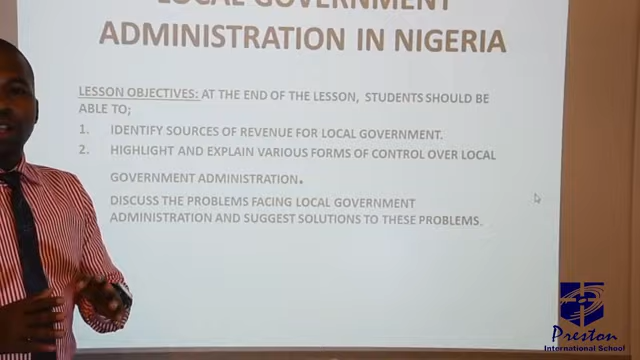 LOCAL GOVERNMENT
ADMINISTRATION IN NIGERIA
LESSON OBJECTIVES: AT THE END OF THE LESSON, STUDENTS SHOULD BE
ABLE TO;
1. IDENTIFY SOURCES OF REVENUE FOR LOCAL GOVERNMENT.
2. HIGHLIGHT AND EXPLAIN VARIOUS FORMS OF CONTROL OVER LOCAL
GOVERNMENT ADMINISTRATION.
DISCUSS THE PROBLEMS FACING LOCAL GOVERNMENT
ADMINISTRATION AND SUGGEST SOLUTIONS TO THESE PROBLEMS.
Preston
International School